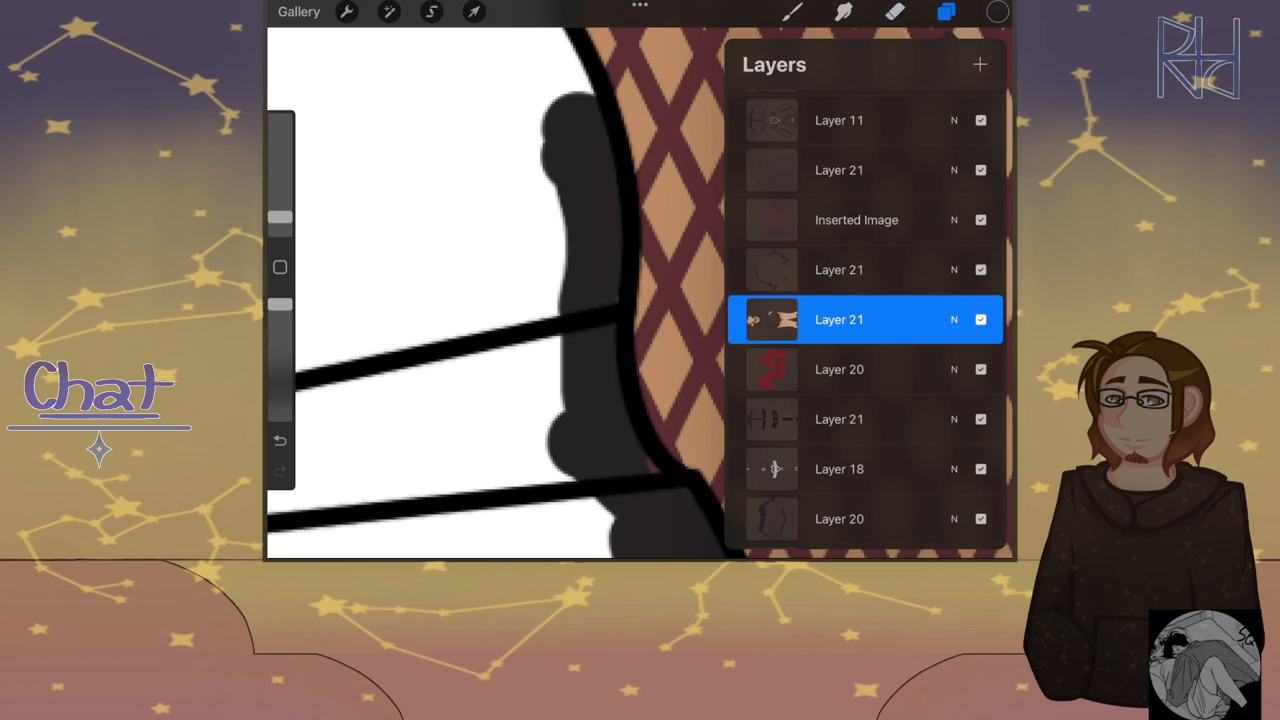 Gallery
Layers
Layer 11 N
Layer 21 N
Inserted Image N
Layer 21 N
Layer 21 N
Layer 20 N
Layer 21 N
Layer 18 N
Layer 20 N
Chat